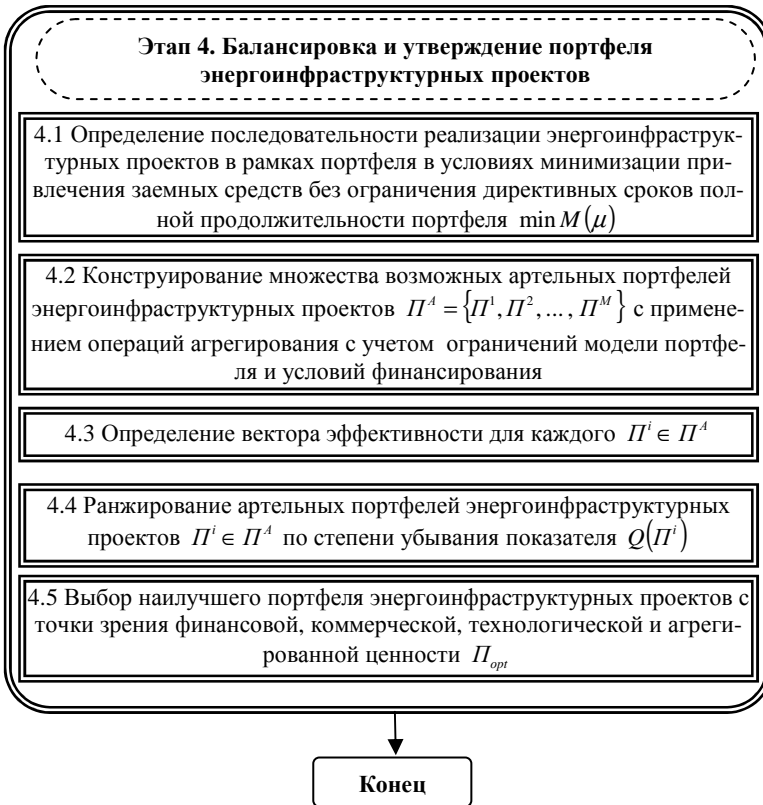 Этап 4. Балансировка и утверждение портфеля
энергоинфраструктурных проектов
4.1 Определение последовательности реализации энергоинфраструк-
турных проектов в рамках портфеля в условиях минимизации при-
влечения заемных средств без ограничения директивных сроков пол-
ной продолжительности портфеля min M(μ)
4.2 Конструирование множества возможных артельных портфелей
энергоинфраструктурных проектов П^A = {П^1, П^2, ... , П^M} с примене-
нием операций агрегирования с учетом ограничений модели портфе-
ля и условий финансирования
4.3 Определение вектора эффективности для каждого П^i ∈ П^A
4.4 Ранжирование артельных портфелей энергоинфраструктурных
проектов П^i ∈ П^A по степени убывания показателя Q(П^i)
4.5 Выбор наилучшего портфеля энергоинфраструктурных проектов с
точки зрения финансовой, коммерческой, технологической и агреги-
рованной ценности П_opt
Конец